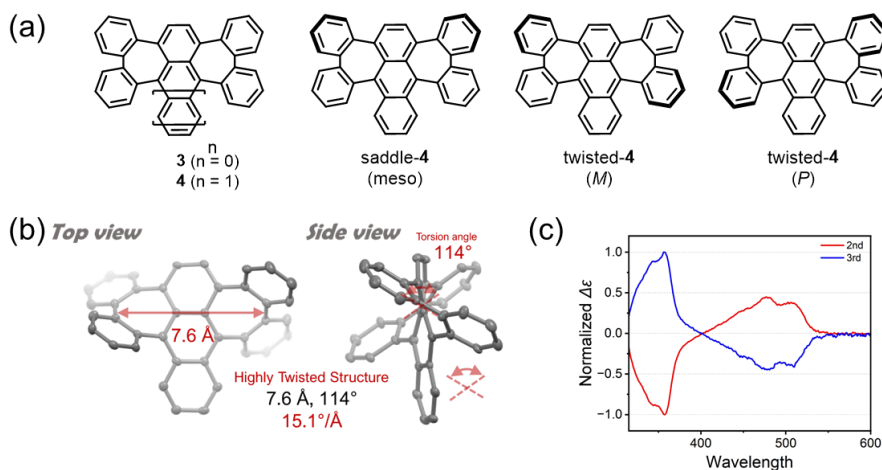 (a)
n
3 (n = 0)
4 (n = 1)
saddle-4
(meso)
twisted-4
(M)
twisted-4
(P)
(b)
Top view
7.6 Å
Side view
Torsion angle
114°
Highly Twisted Structure
7.6 Å, 114°
15.1°/Å
(c)
2nd
3rd
Normalized Δε
1.0
0.5
0.0
−0.5
−1.0
400
500
600
Wavelength